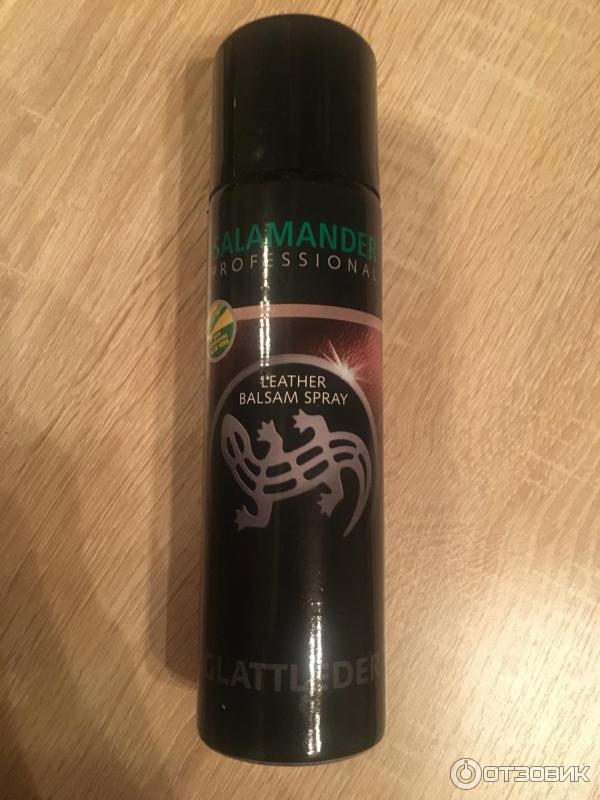 SALAMANDER
PROFESSIONAL
LEATHER
BALSAM SPRAY
GLATTLEDER
ОТЗОВИК